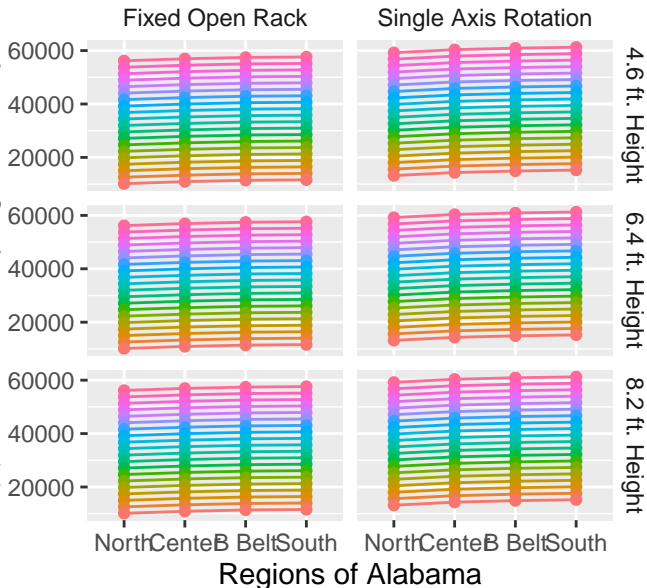 Fixed Open Rack Single Axis Rotation
60000
40000
20000
4.6 ft. Height
60000
40000
20000
6.4 ft. Height
60000
40000
20000
8.2 ft. Height
North Center B Belt South North Center B Belt South
Regions of Alabama